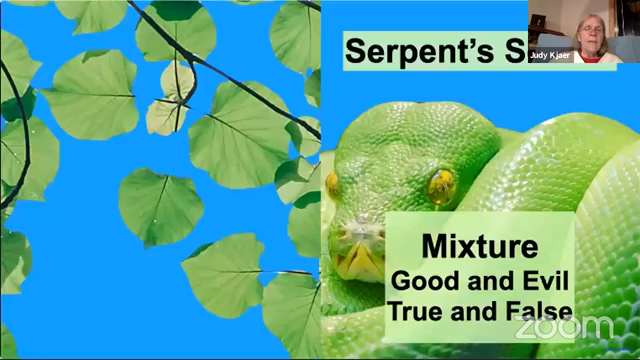 Serpent's S
Judy Kjaer
Mixture
Good and Evil
True and False
zoom